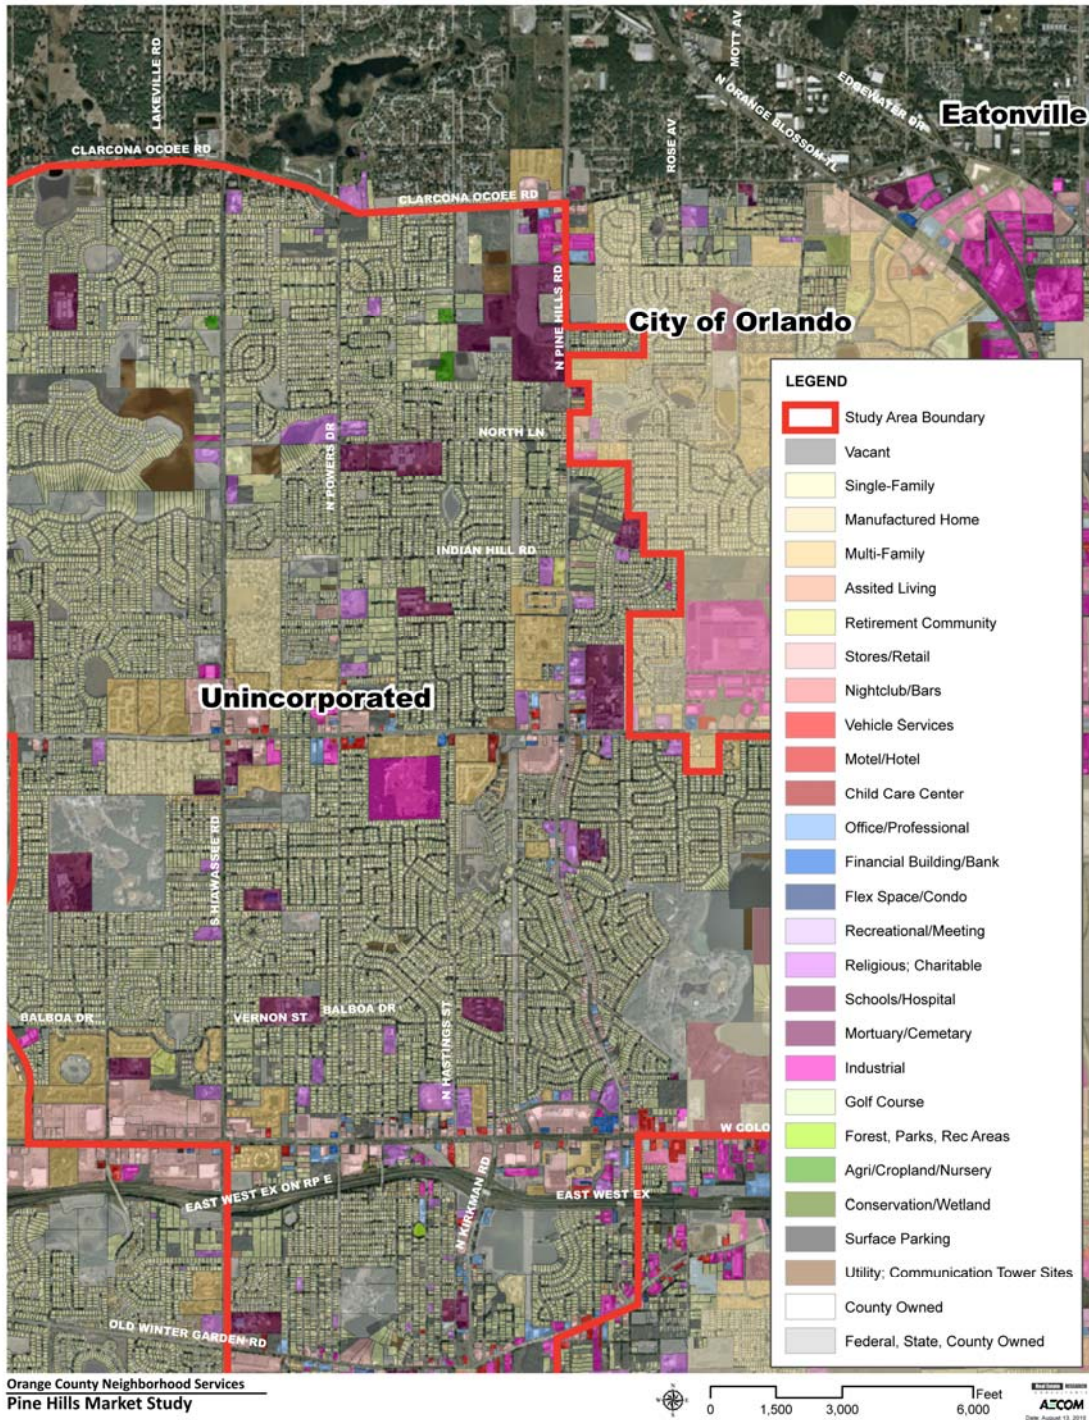 LAKEVILLE RD
MOTT AV
N ORANGE BLOSSOM TL
EDGEWATER DR
Eatonville
CLARCONA OCOEE RD
ROSE AV
CLARCONA OCOEE RD
N PINE HILLS RD
City of Orlando
LEGEND
Study Area Boundary
Vacant
Single-Family
Manufactured Home
Multi-Family
Assited Living
Retirement Community
Stores/Retail
Nightclub/Bars
Vehicle Services
Motel/Hotel
Child Care Center
Office/Professional
Financial Building/Bank
Flex Space/Condo
Recreational/Meeting
Religious; Charitable
Schools/Hospital
Mortuary/Cemetary
Industrial
Golf Course
Forest, Parks, Rec Areas
Agri/Cropland/Nursery
Conservation/Wetland
Surface Parking
Utility; Communication Tower Sites
County Owned
Federal, State, County Owned
NORTH LN
N POWERS DR
INDIAN HILL RD
Unincorporated
S HIAWASSEE RD
BALBOA DR
VERNON ST
BALBOA DR
N HASTINGS ST
W COLO
EAST WEST EX ON RP E
N KIRKMAN RD
EAST WEST EX
OLD WINTER GARDEN RD
Orange County Neighborhood Services
Pine Hills Market Study
Feet
0 1,500 3,000 6,000
AECOM